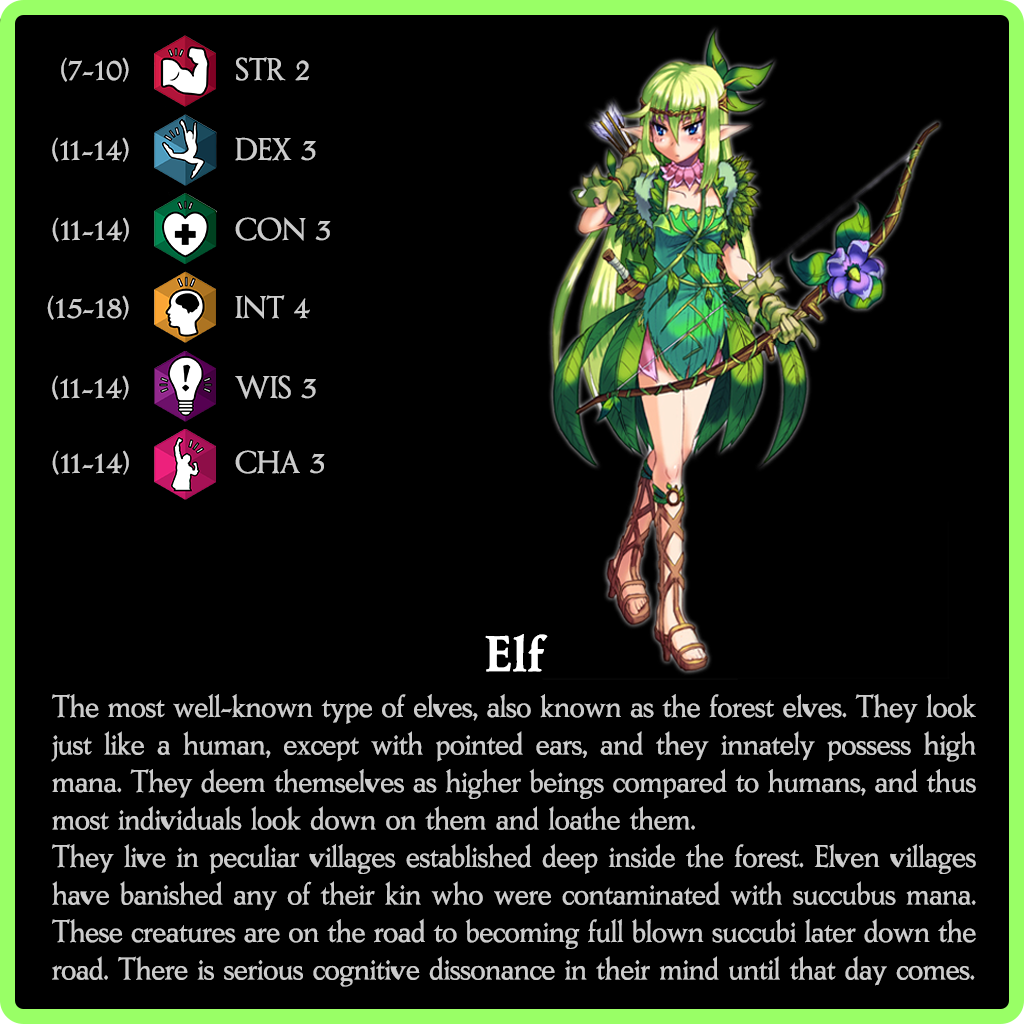 (7-10) STR 2
(11-14) DEX 3
(11-14) CON 3
(15-18) INT 4
(11-14) WIS 3
(11-14) CHA 3
Elf
The most well-known type of elves, also known as the forest elves. They look
just like a human, except with pointed ears, and they innately possess high
mana. They deem themselves as higher beings compared to humans, and thus
most individuals look down on them and loathe them.
They live in peculiar villages established deep inside the forest. Elven villages
have banished any of their kin who were contaminated with succubus mana.
These creatures are on the road to becoming full blown succubi later down the
road. There is serious cognitive dissonance in their mind until that day comes.